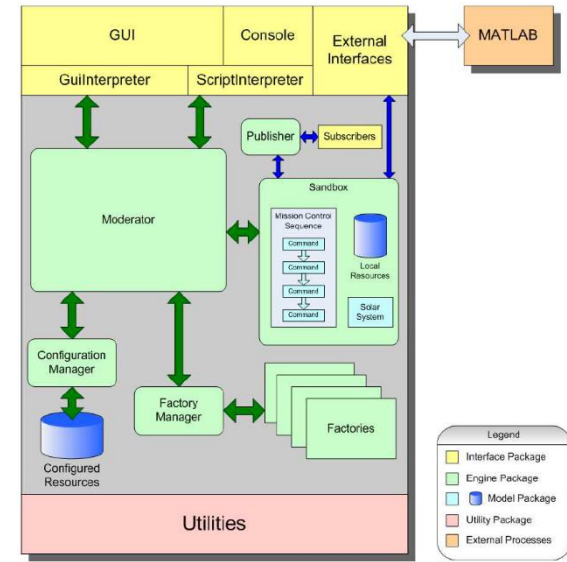 GUI
Console
External
Interfaces
MATLAB
GuiInterpreter
ScriptInterpreter
Publisher
Subscribers
Sandbox
Moderator
Mission Control
Sequence
Command
Command
Command
Command
Local
Resources
Solar
System
Configuration
Manager
Factory
Manager
Factories
Configured
Resources
Utilities
Legend
Interface Package
Engine Package
Model Package
Utility Package
External Processes